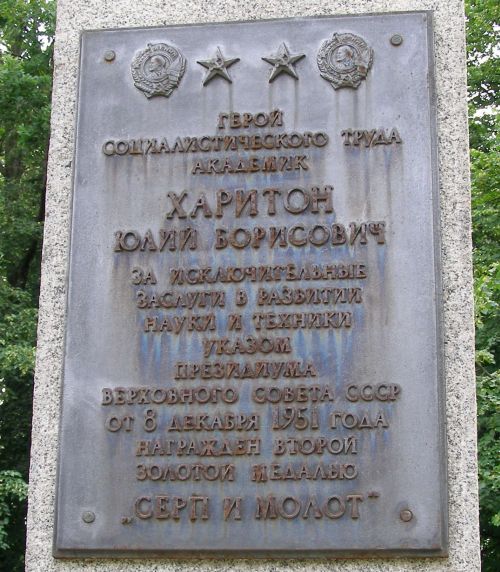 ГЕРОЙ
СОЦИАЛИСТИЧЕСКОГО ТРУДА
АКАДЕМИК
ХАРИТОН
ЮЛИЙ БОРИСОВИЧ
ЗА ИСКЛЮЧИТЕЛЬНЫЕ
ЗАСЛУГИ В РАЗВИТИИ
НАУКИ И ТЕХНИКИ
УКАЗОМ
ПРЕЗИДИУМА
ВЕРХОВНОГО СОВЕТА СССР
ОТ 8 ДЕКАБРЯ 1951 ГОДА
НАГРАЖДЕН ВТОРОЙ
ЗОЛОТОЙ МЕДАЛЬЮ
„СЕРП И МОЛОТ"